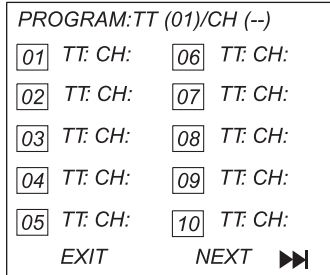 PROGRAM:TT (01)/CH (--)
01 TT: CH: 06 TT: CH:
02 TT: CH: 07 TT: CH:
03 TT: CH: 08 TT: CH:
04 TT: CH: 09 TT: CH:
05 TT: CH: 10 TT: CH:
EXIT NEXT